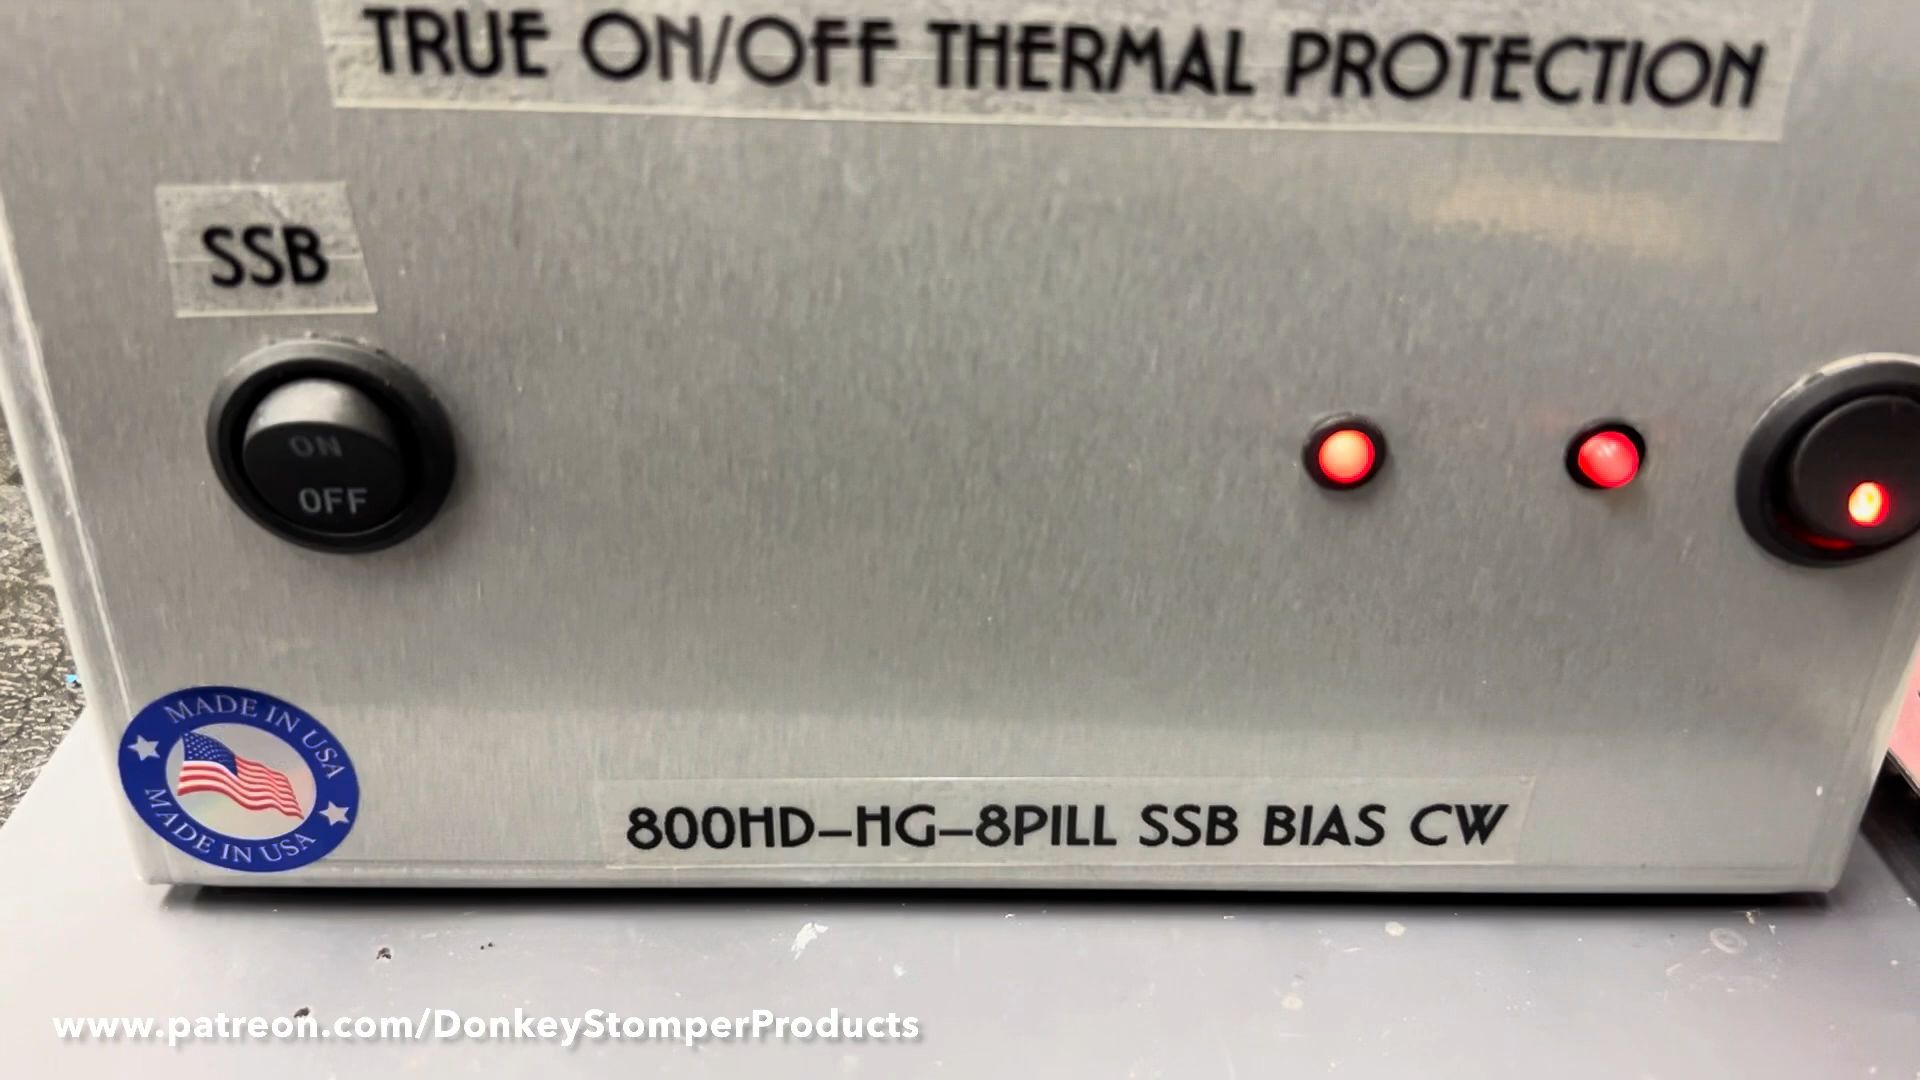 TRUE ON/OFF THERMAL PROTECTION
SSB
ON
OFF
MADE IN USA
MADE IN USA
800HD-HG-8PILL SSB BIAS CW
www.patreon.com/DonkeyStomperProducts